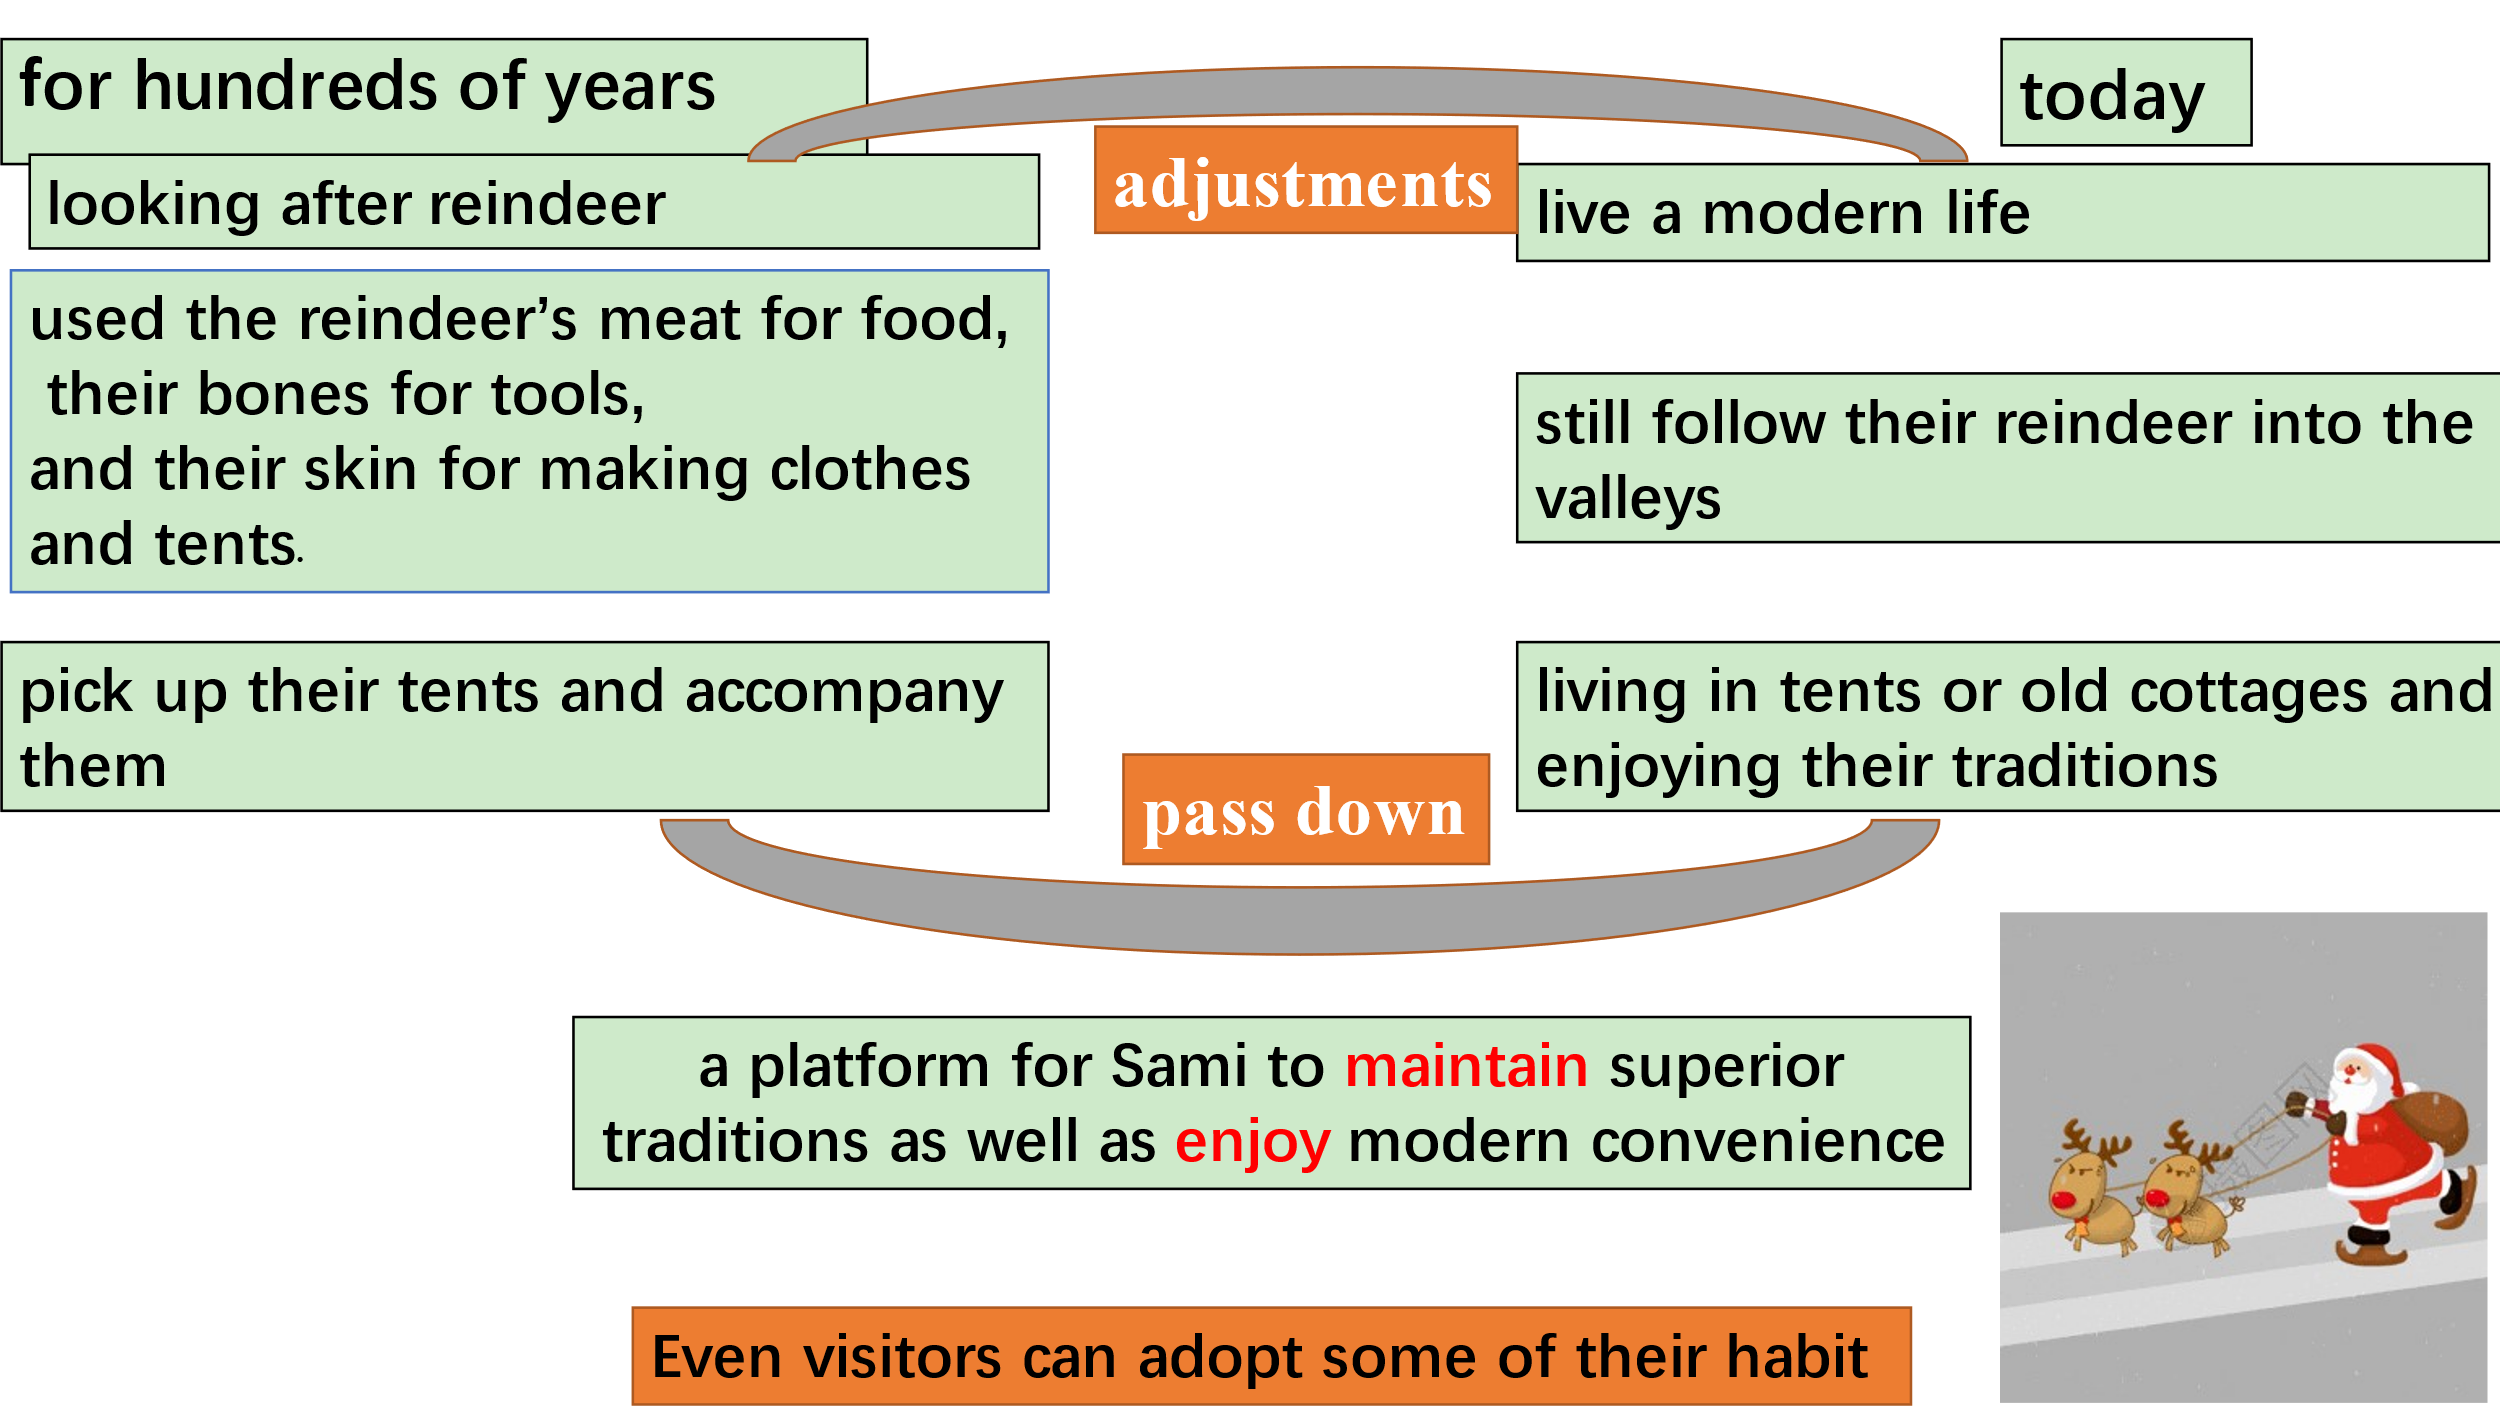 for hundreds of years
looking after reindeer
used the reindeer’s meat for food,
their bones for tools,
and their skin for making clothes
and tents.
pick up their tents and accompany
them
adjustments
pass down
today
live a modern life
still follow their reindeer into the
valleys
living in tents or old cottages and
enjoying their traditions
a platform for Sami to maintain superior
traditions as well as enjoy modern convenience
Even visitors can adopt some of their habit